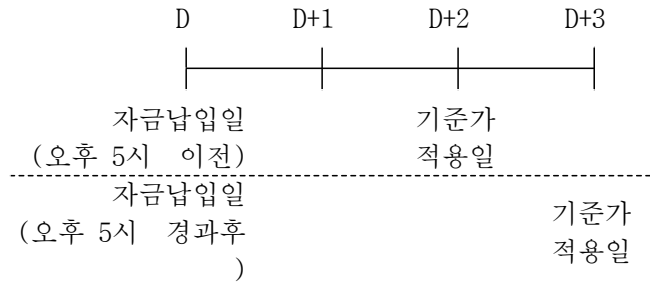 D D+1 D+2 D+3
자금납입일 기준가
(오후 5시 이전) 적용일
자금납입일
(오후 5시 경과후
)
기준가
적용일